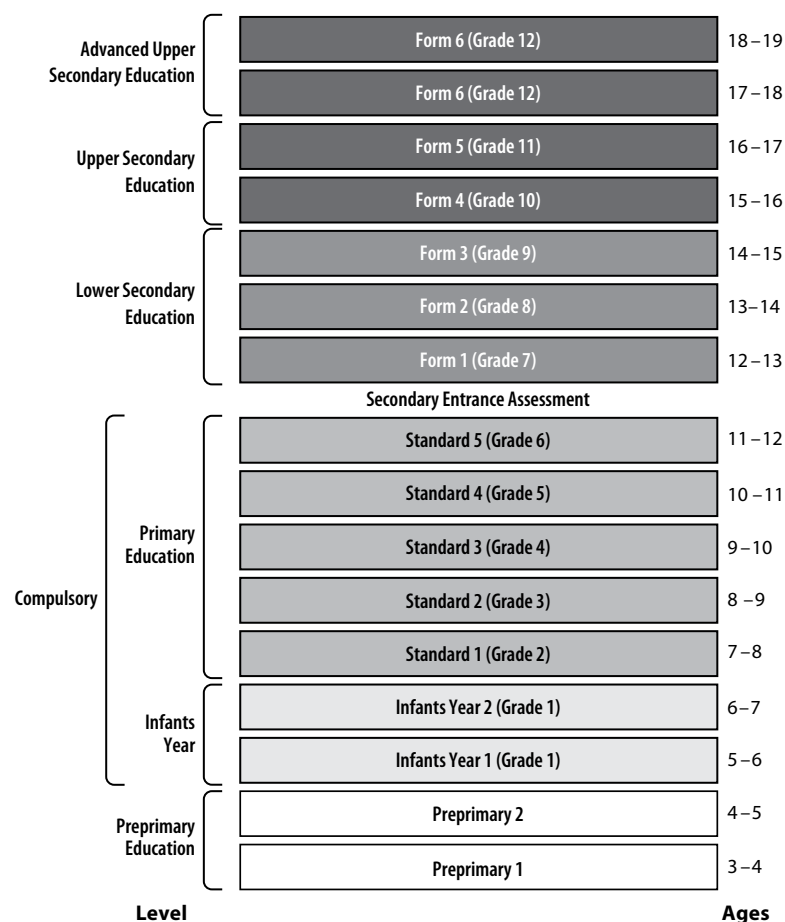 Advanced Upper
Secondary Education
Form 6 (Grade 12)
18–19
Form 6 (Grade 12)
17–18
Upper Secondary
Education
Form 5 (Grade 11)
16–17
Form 4 (Grade 10)
15–16
Lower Secondary
Education
Form 3 (Grade 9)
14–15
Form 2 (Grade 8)
13–14
Form 1 (Grade 7)
12–13
Secondary Entrance Assessment
Compulsory
Primary
Education
Standard 5 (Grade 6)
11–12
Standard 4 (Grade 5)
10–11
Standard 3 (Grade 4)
9–10
Standard 2 (Grade 3)
8–9
Standard 1 (Grade 2)
7–8
Infants
Year
Infants Year 2 (Grade 1)
6–7
Infants Year 1 (Grade 1)
5–6
Preprimary
Education
Preprimary 2
4–5
Preprimary 1
3–4
Level
Ages